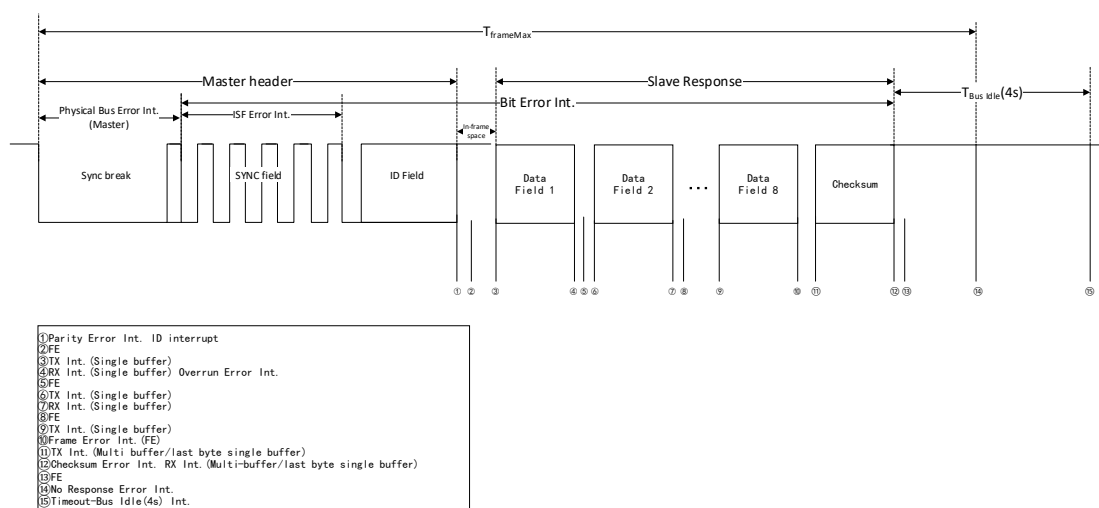 TframeMax
Master header
Slave Response
Bit Error Int.
TBus Idle(4s)
Physical Bus Error Int.
(Master)
ISF Error Int.
In-frame
space
Sync break
SYNC field
ID Field
Data
Field 1
Data
Field 2
...
Data
Field 8
Checksum
① ② ③ ④ ⑤ ⑥ ⑦ ⑧ ⑨ ⑩ ⑪ ⑫ ⑬ ⑭ ⑮
①Parity Error Int. ID interrupt
②FE
③TX Int.(Single buffer)
④RX Int.(Single buffer) Overrun Error Int.
⑤FE
⑥TX Int.(Single buffer)
⑦RX Int.(Single buffer)
⑧FE
⑨TX Int.(Single buffer)
⑩Frame Error Int.(FE)
⑪TX Int.(Multi buffer/last byte single buffer)
⑫Checksum Error Int. RX Int.(Multi-buffer/last byte single buffer)
⑬FE
⑭No Response Error Int.
⑮Timeout-Bus Idle(4s) Int.